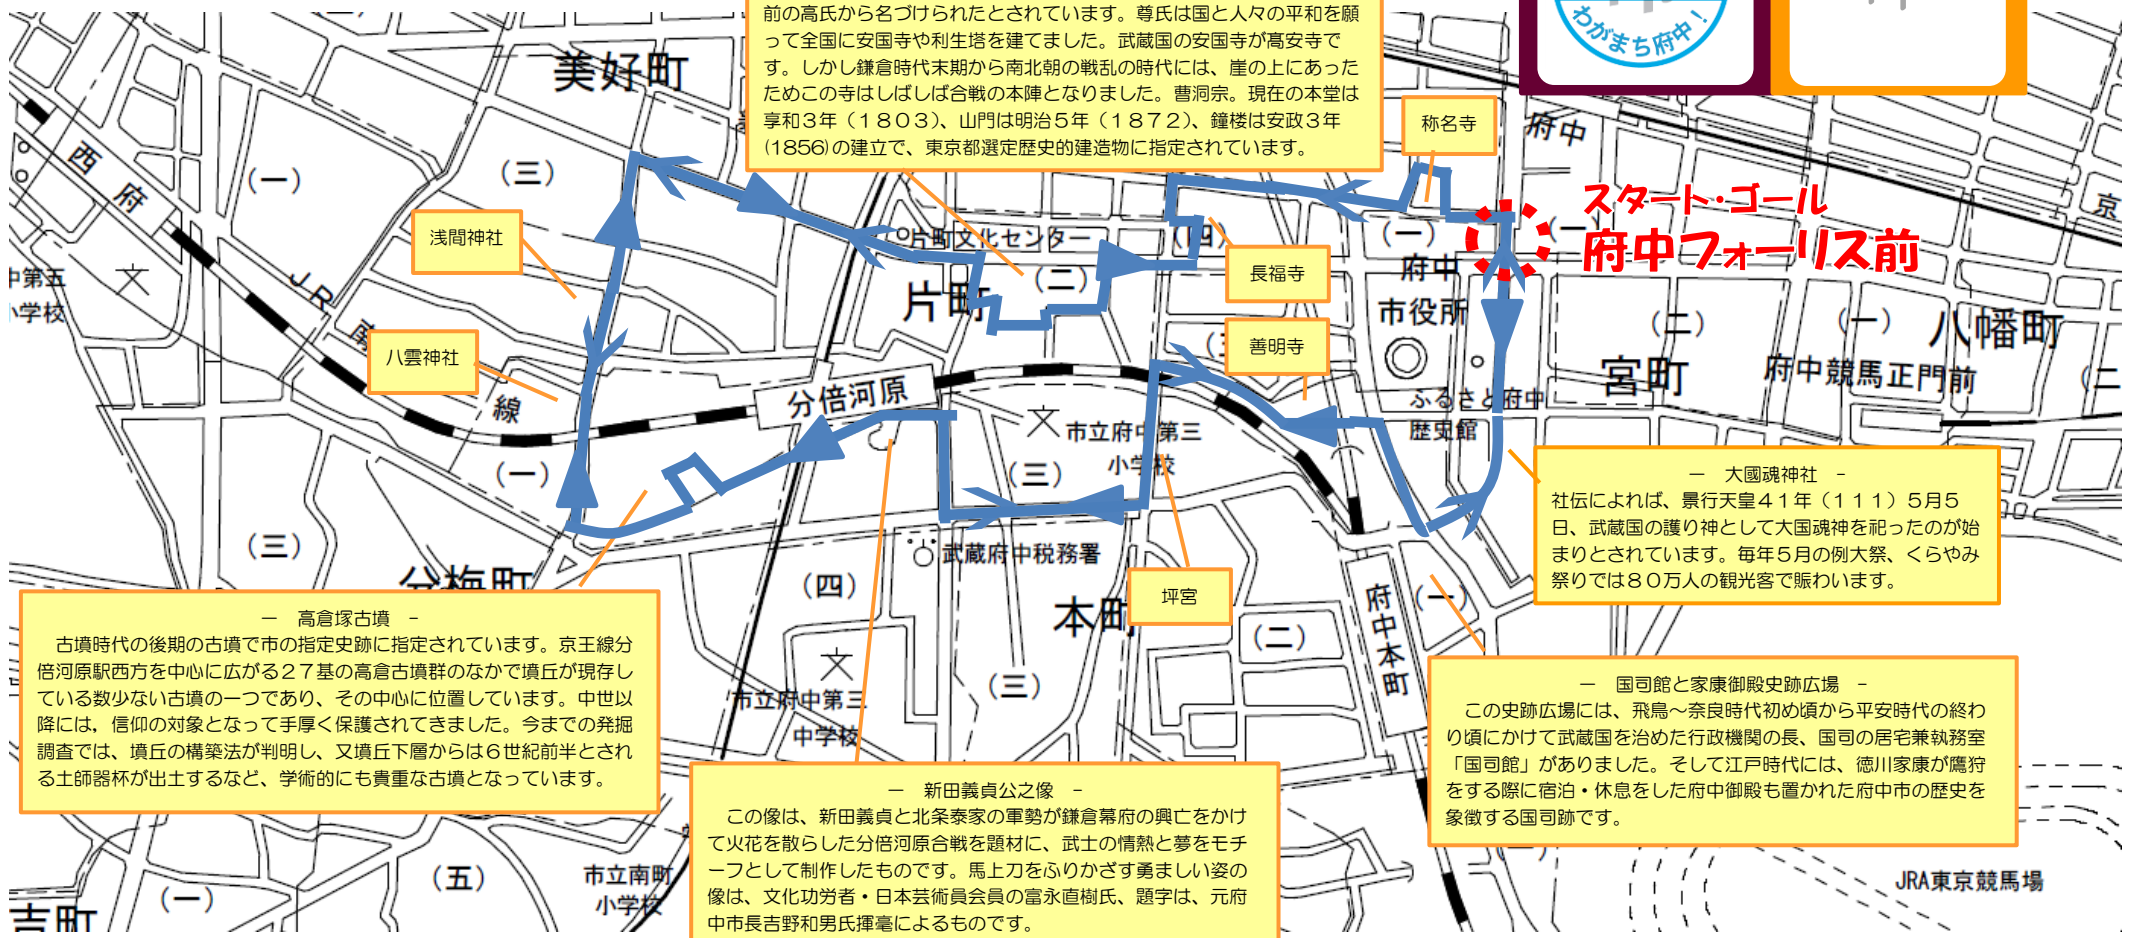 前の高氏から名づけられたとされています。尊氏は国と人々の平和を願
って全国に安国寺や利生塔を建てました。武蔵国の安国寺が高安寺で
す。しかし鎌倉時代末期から南北朝の戦乱の時代には、崖の上にあった
ためこの寺はしばしば合戦の本陣となりました。曹洞宗。現在の本堂は
享和3年（1803）、山門は明治5年（1872）、鐘楼は安政3年
(1856)の建立で、東京都選定歴史的建造物に指定されています。
わがまち府中！
美好町
称名寺
府中
西府
（一）
（三）
スタート・ゴール
府中フォーリス前
京
浅間神社
片町文化センター
（四）
（一）
（一）
中第五
小学校
JR南
線
片町
（二）
長福寺
府中
市役所
（二）
宮町
（一）
八幡町
八雲神社
善明寺
府中競馬正門前
分倍河原
ふるさと府中
歴史館
市立府中第三
小学校
（一）
（三）
－　大國魂神社　－
社伝によれば、景行天皇41年（111）5月5
日、武蔵国の護り神として大国魂神を祀ったのが始
まりとされています。毎年5月の例大祭、くらやみ
祭りでは80万人の観光客で賑わいます。
（三）
分梅町
武蔵府中税務署
（四）
本町
坪宮
（二）
府中本町
（一）
－　高倉塚古墳　－
古墳時代の後期の古墳で市の指定史跡に指定されています。京王線分
倍河原駅西方を中心に広がる27基の高倉古墳群のなかで墳丘が現存し
ている数少ない古墳の一つであり、その中心に位置しています。中世以
降には，信仰の対象となって手厚く保護されてきました。今までの発掘
調査では、墳丘の構築法が判明し、又墳丘下層からは6世紀前半とされ
る土師器杯が出土するなど、学術的にも貴重な古墳となっています。
市立府中第三
中学校
（三）
－　国司館と家康御殿史跡広場　－
この史跡広場には、飛鳥～奈良時代初め頃から平安時代の終わ
り頃にかけて武蔵国を治めた行政機関の長、国司の居宅兼執務室
「国司館」がありました。そして江戸時代には、徳川家康が鷹狩
をする際に宿泊・休息をした府中御殿も置かれた府中市の歴史を
象徴する国司跡です。
－　新田義貞公之像　－
この像は、新田義貞と北条泰家の軍勢が鎌倉幕府の興亡をかけ
て火花を散らした分倍河原合戦を題材に、武士の情熱と夢をモチ
ーフとして制作したものです。馬上刀をふりかざす勇ましい姿の
像は、文化功労者・日本芸術員会員の富永直樹氏、題字は、元府
中市長吉野和男氏揮毫によるものです。
（五）
（一）
市立南町
小学校
吉町
JRA東京競馬場